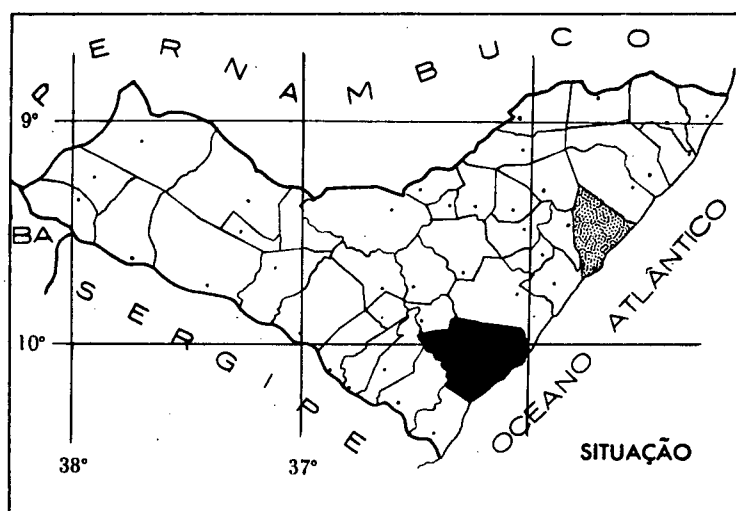 PERNAMBUCO
9°
BA
SERGIPE
OCEANO ATLÂNTICO
10°
38°
37°
SITUAÇÃO